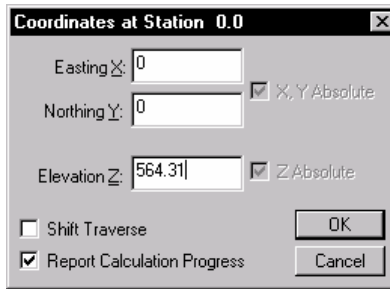 Coordinates at Station 0.0
Easting X: 0
X, Y Absolute
Northing Y: 0
Elevation Z: 564.31
Z Absolute
Shift Traverse
OK
Report Calculation Progress
Cancel